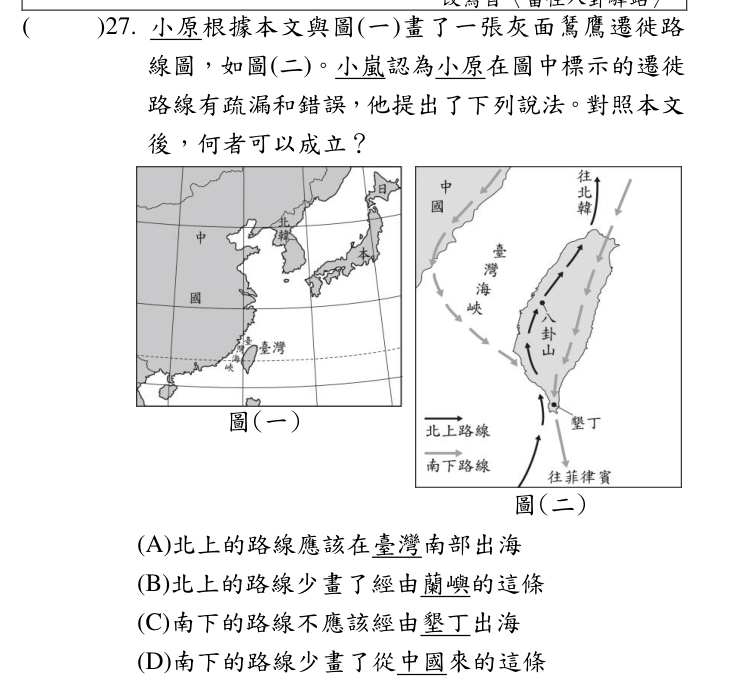 (　　)27. 小原根據本文與圖(一)畫了一張灰面鵟鷹遷徙路
線圖，如圖(二)。小嵐認為小原在圖中標示的遷徙
路線有疏漏和錯誤，他提出了下列說法。對照本文
後，何者可以成立？
中國
北韓
日本
臺灣海峽
臺灣
圖(一)
中國
往北韓
臺灣海峽
八卦山
墾丁
北上路線
南下路線
往菲律賓
圖(二)
(A)北上的路線應該在臺灣南部出海
(B)北上的路線少畫了經由蘭嶼的這條
(C)南下的路線不應該經由墾丁出海
(D)南下的路線少畫了從中國來的這條